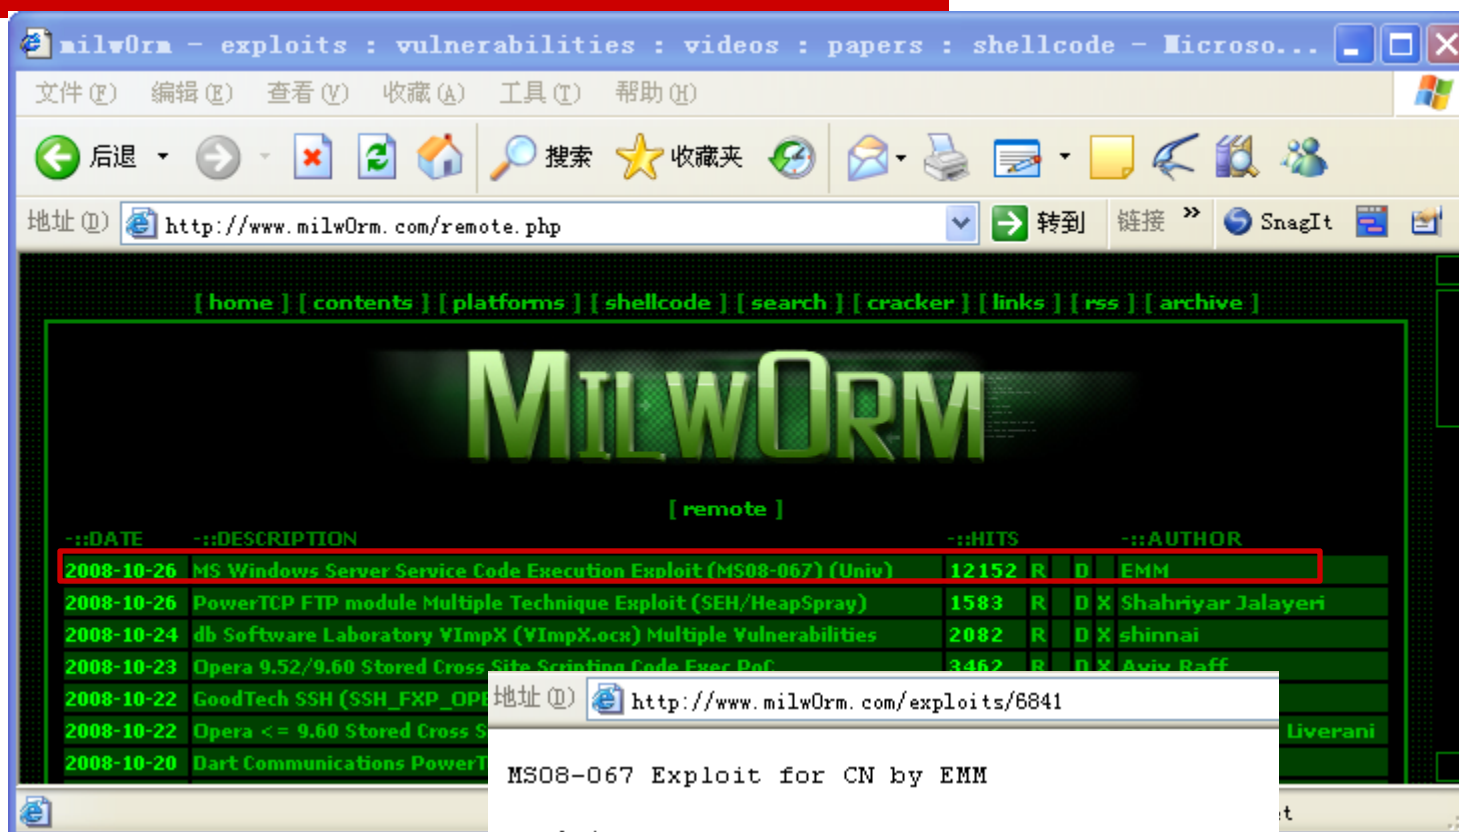 milw0rm - exploits : vulnerabilities : videos : papers : shellcode - Microso...
文件(F) 编辑(E) 查看(V) 收藏(A) 工具(T) 帮助(H)
后退 搜索 收藏夹
地址(D) http://www.milw0rm.com/remote.php 转到 链接 » SnagIt
[ home ] [ contents ] [ platforms ] [ shellcode ] [ search ] [ cracker ] [ links ] [ rss ] [ archive ]
MILW0RM
[ remote ]
-::DATE -::DESCRIPTION -::HITS -::AUTHOR
2008-10-26 MS Windows Server Service Code Execution Exploit (MS08-067) (Univ) 12152 R D EMM
2008-10-26 PowerTCP FTP module Multiple Technique Exploit (SEH/HeapSpray) 1583 R D X Shahriyar Jalayeri
2008-10-24 db Software Laboratory VImpX (VImpX.ocx) Multiple Vulnerabilities 2082 R D X shinnai
2008-10-23 Opera 9.52/9.60 Stored Cross Site Scripting Code Exec PoC 3462 R D X Aviv Raff
2008-10-22 GoodTech SSH (SSH_FXP_OPE
2008-10-22 Opera <= 9.60 Stored Cross S Liverani
2008-10-20 Dart Communications PowerT
地址(D) http://www.milw0rm.com/exploits/6841
MS08-067 Exploit for CN by EMM